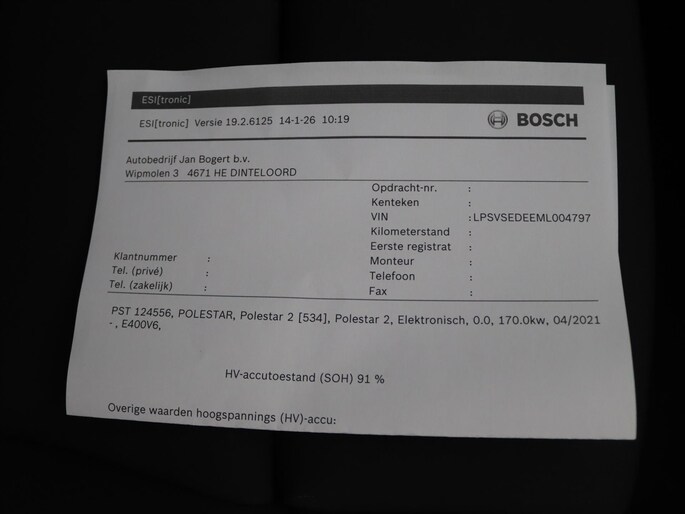 ESI[tronic]
ESI[tronic] Versie 19.2.6125 14-1-26 10:19
BOSCH
Autobedrijf Jan Bogert b.v.
Wipmolen 3 4671 HE DINTELOORD
Opdracht-nr. :
Kenteken :
VIN :LPSVSEDEEML004797
Kilometerstand :
Eerste registrat :
Klantnummer : Monteur :
Tel. (privé) : Telefoon :
Tel. (zakelijk) : Fax :
PST 124556, POLESTAR, Polestar 2 [534], Polestar 2, Elektronisch, 0.0, 170.0kw, 04/2021
- , E400V6,
HV-accutoestand (SOH) 91 %
Overige waarden hoogspannings (HV)-accu: